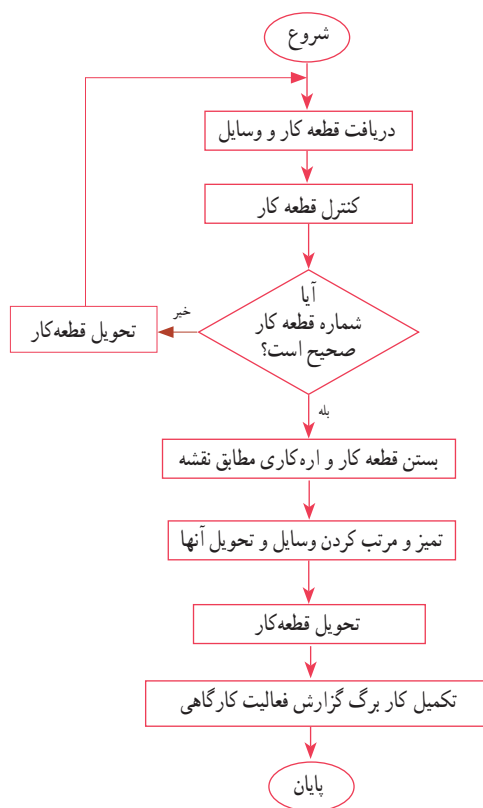 شروع
دریافت قطعه کار و وسایل
کنترل قطعه کار
آیا
شماره قطعه کار
صحیح است؟
خیر
تحویل قطعه‌کار
بله
بستن قطعه کار و اره‌کاری مطابق نقشه
تمیز و مرتب کردن وسایل و تحویل آنها
تحویل قطعه‌کار
تکمیل کار برگ گزارش فعالیت کارگاهی
پایان